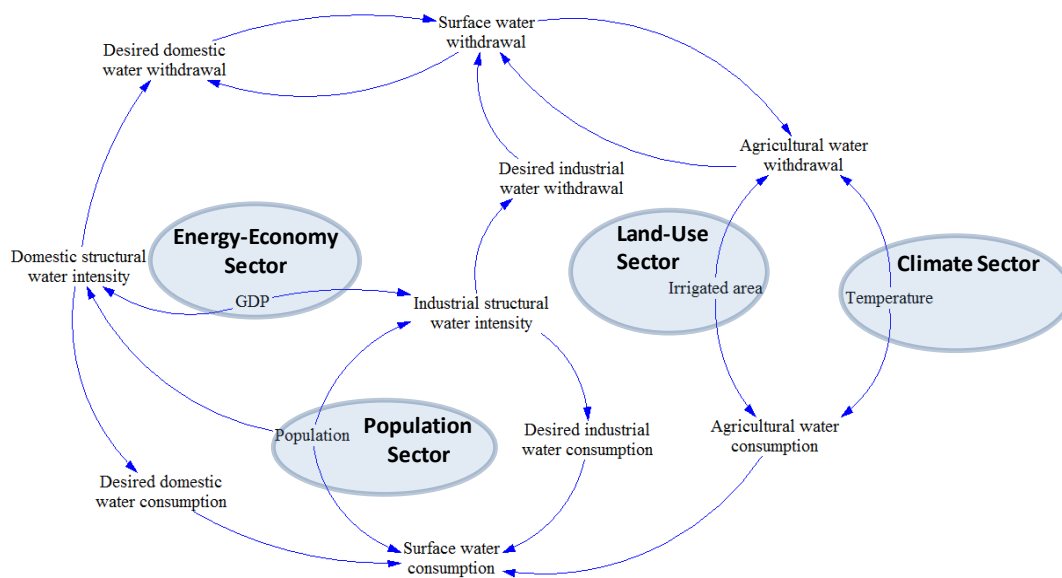 Surface water
withdrawal
Desired domestic
water withdrawal
Agricultural water
withdrawal
Desired industrial
water withdrawal
Energy-Economy
Sector
Land-Use
Sector
Climate Sector
Domestic structural
water intensity
GDP
Industrial structural
water intensity
Irrigated area
Temperature
Population
Population
Sector
Desired industrial
water consumption
Agricultural water
consumption
Desired domestic
water consumption
Surface water
consumption